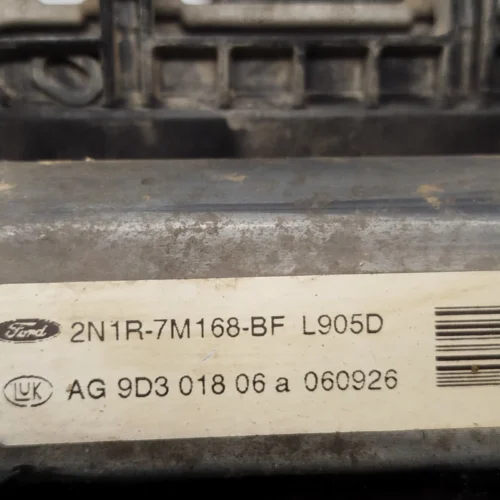 Ford 2N1R-7M168-BF L905D
LUK AG 9D3 018 06 a 060926